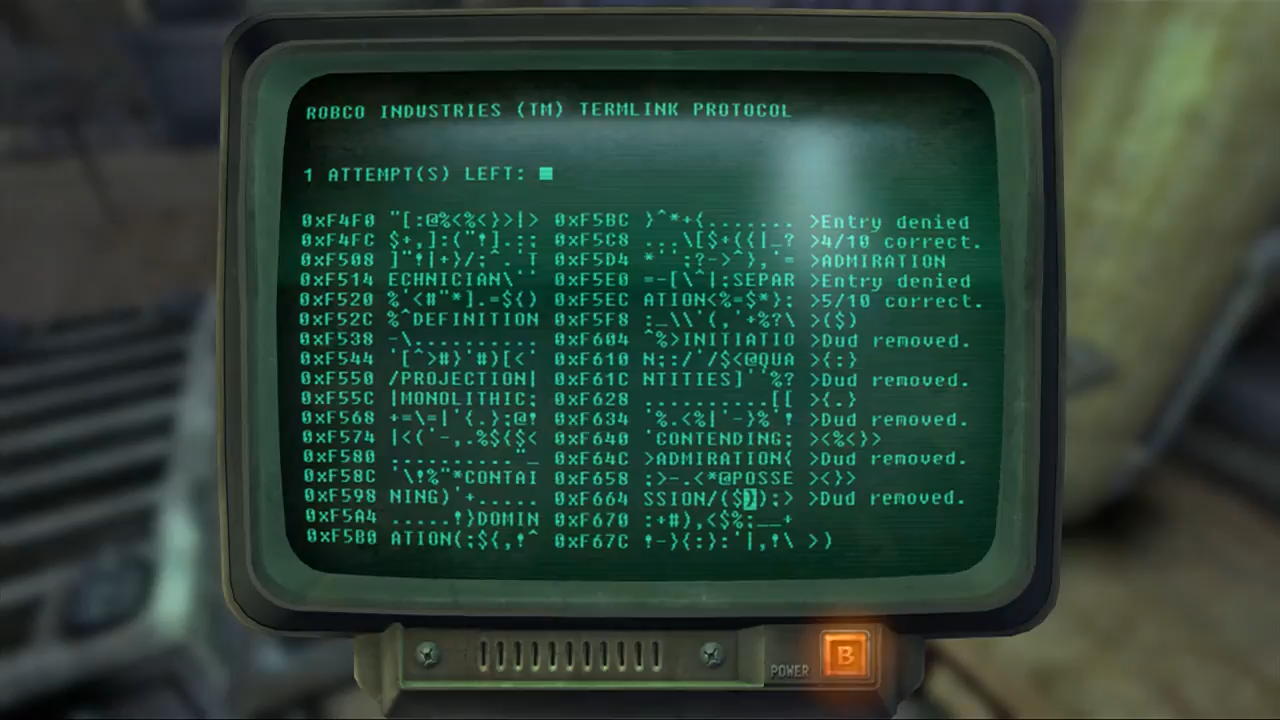 ROBCO INDUSTRIES (TM) TERMLINK PROTOCOL
1 ATTEMPT(S) LEFT:
0xF4F0 "[:@%<%<}>|> 0xF5BC }^*+{....... >Entry denied
0xF4FC $+,]:("!].:; 0xF5C8 ...\[$+({|_? >4/10 correct.
0xF508 ]"!|+}/;^.'T 0xF5D4 *'';?->^},'= >ADMIRATION
0xF514 ECHNICIAN\'' 0xF5E0 =-[\^|;SEPAR >Entry denied
0xF520 %'<#"*].=${) 0xF5EC ATION<%=$*}; >5/10 correct.
0xF52C %^DEFINITION 0xF5F8 :_\\'(,'+%?\ >($)
0xF538 -\.......... 0xF604 ^%>INITIATIO >Dud removed.
0xF544 '[^>#}'#)[<' 0xF610 N;:/'/$<@QUA >{:}
0xF550 /PROJECTION| 0xF61C NTITIES]''%? >Dud removed.
0xF55C |MONOLITHIC: 0xF628 ..........[[ >{.}
0xF568 +=\=|'{.};@! 0xF634 '%.<%|'-}%'! >Dud removed.
0xF574 |<('-,.%${$< 0xF640 'CONTENDING; ><%<}>
0xF580 .........."_ 0xF64C >ADMIRATION{ >Dud removed.
0xF58C '\!%"*CONTAI 0xF658 ;>-.<*@POSSE ><}>
0xF598 NING)'+..... 0xF664 SSION/($)););> >Dud removed.
0xF5A4 .....!}DOMIN 0xF670 :+#),<$%;__+
0xF5B0 ATION(;${,!^ 0xF67C !-}{:}:'|,!\ >)
POWER
B